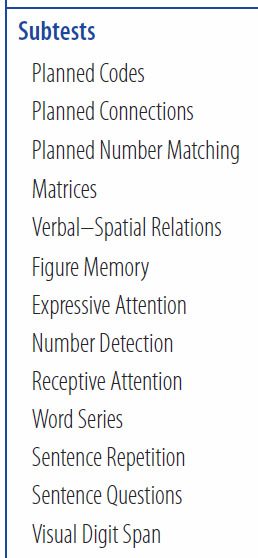 Subtests
Planned Codes
Planned Connections
Planned Number Matching
Matrices
Verbal–Spatial Relations
Figure Memory
Expressive Attention
Number Detection
Receptive Attention
Word Series
Sentence Repetition
Sentence Questions
Visual Digit Span